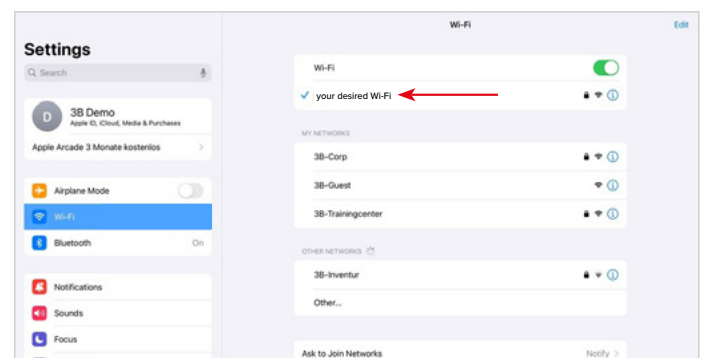 Wi-Fi
Edit
Settings
Search
D
3B Demo
Apple ID, iCloud, Media & Purchases
Apple Arcade 3 Monate kostenlos
Airplane Mode
Wi-Fi
Bluetooth On
Notifications
Sounds
Focus
Wi-Fi
your desired Wi-Fi
MY NETWORKS
3B-Corp
3B-Guest
3B-Trainingcenter
OTHER NETWORKS
3B-Inventur
Other...
Ask to Join Networks Notify